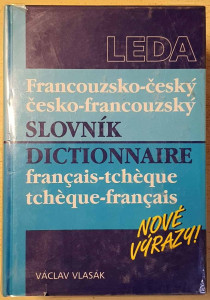 LEDA
Francouzsko-český
česko-francouzský
SLOVNÍK
DICTIONNAIRE
français-tchèque
tchèque-français
NOVÉ
VÝRAZY!
VÁCLAV VLASÁK